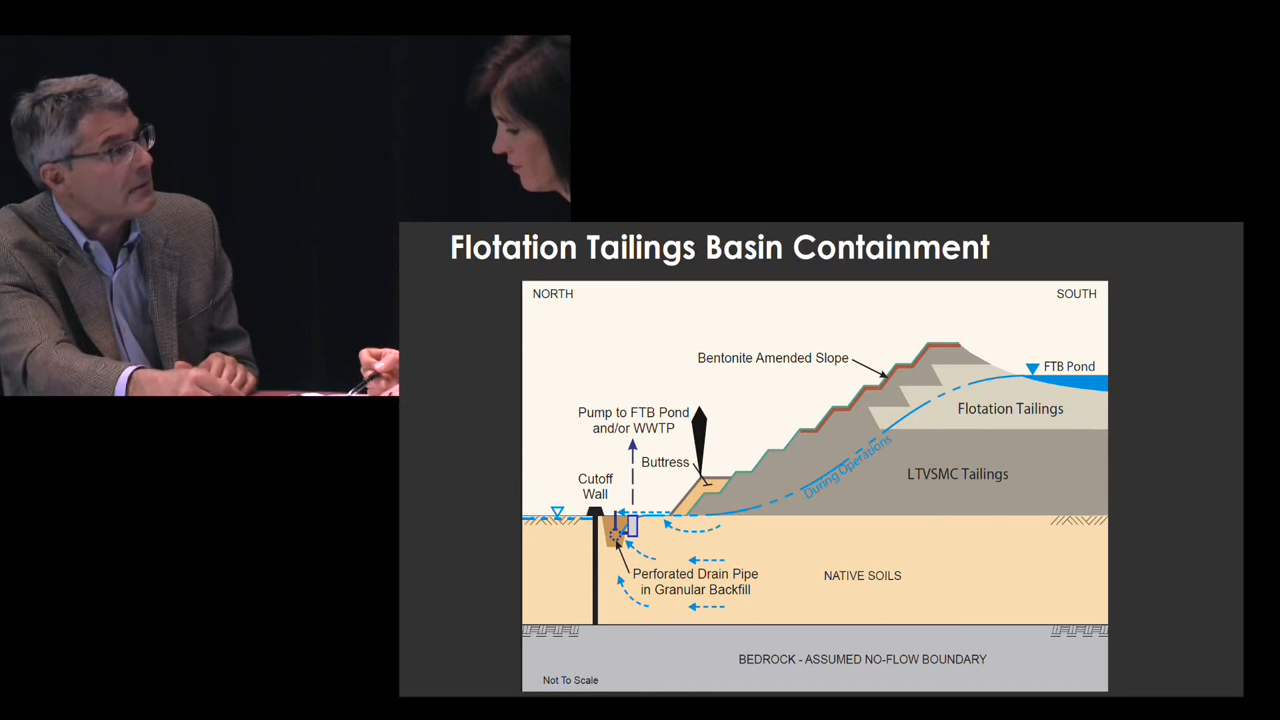 Flotation Tailings Basin Containment
NORTH
SOUTH
Bentonite Amended Slope
FTB Pond
Flotation Tailings
Pump to FTB Pond
and/or WWTP
Buttress
During Operations
LTVSMC Tailings
Cutoff
Wall
Perforated Drain Pipe
in Granular Backfill
NATIVE SOILS
BEDROCK - ASSUMED NO-FLOW BOUNDARY
Not To Scale